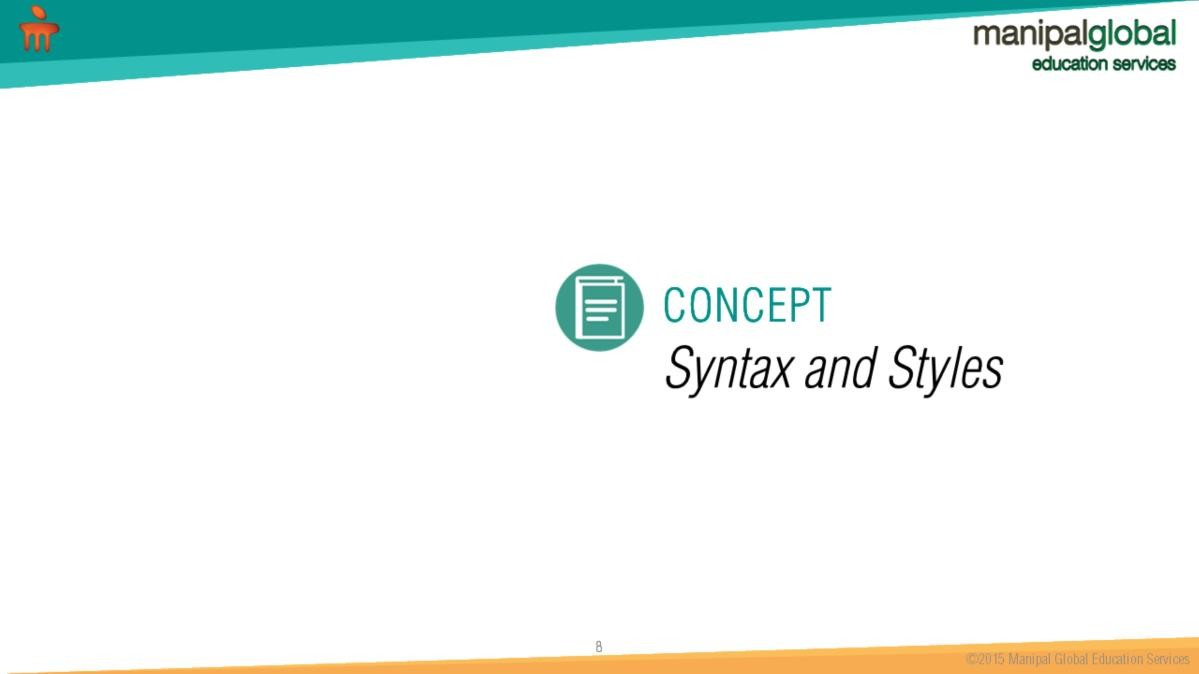 manipalglobal
education services
CONCEPT
Syntax and Styles
8
©2015 Manipal Global Education Services